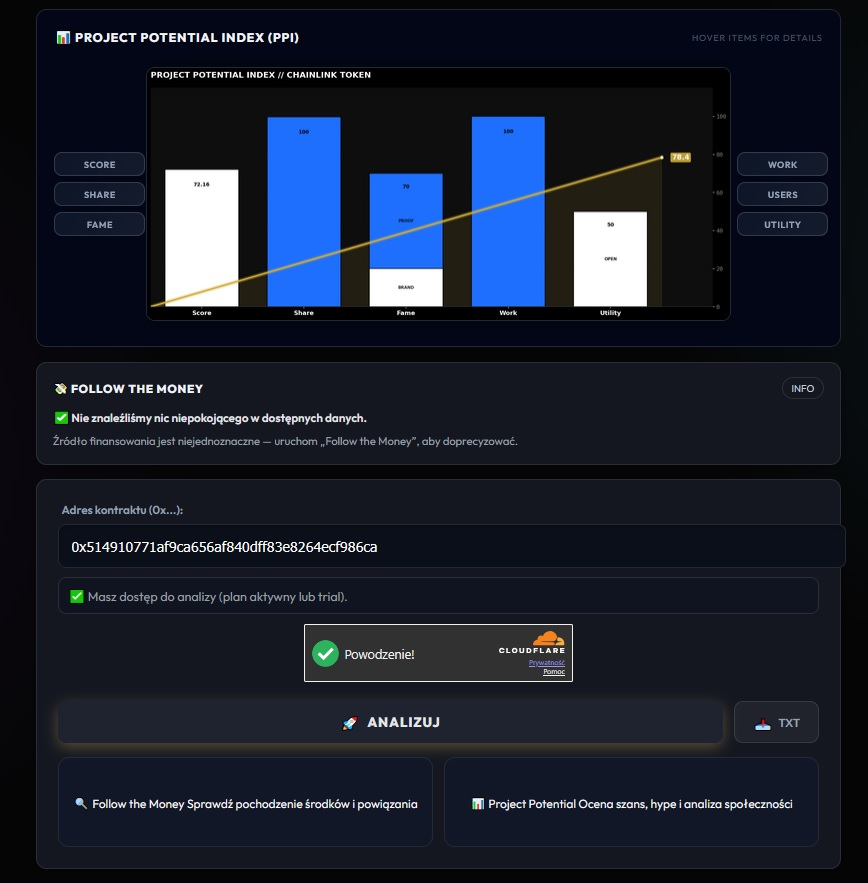 📊 PROJECT POTENTIAL INDEX (PPI)
HOVER ITEMS FOR DETAILS
PROJECT POTENTIAL INDEX // CHAINLINK TOKEN
SCORE
SHARE
FAME
72.16
100
70
PROOF
BRAND
100
50
OPEN
78.4
100
80
60
40
20
0
Score
Share
Fame
Work
Utility
WORK
USERS
UTILITY
💸 FOLLOW THE MONEY
INFO
✅ Nie znaleźliśmy nic niepokojącego w dostępnych danych.
Źródło finansowania jest niejednoznaczne — uruchom „Follow the Money”, aby doprecyzować.
Adres kontraktu (0x...):
0x514910771af9ca656af840dff83e8264ecf986ca
✅ Masz dostęp do analizy (plan aktywny lub trial).
Powodzenie!
CLOUDFLARE
Prywatność
Pomoc
🚀 ANALIZUJ
📥 TXT
🔍 Follow the Money Sprawdź pochodzenie środków i powiązania
📊 Project Potential Ocena szans, hype i analiza społeczności